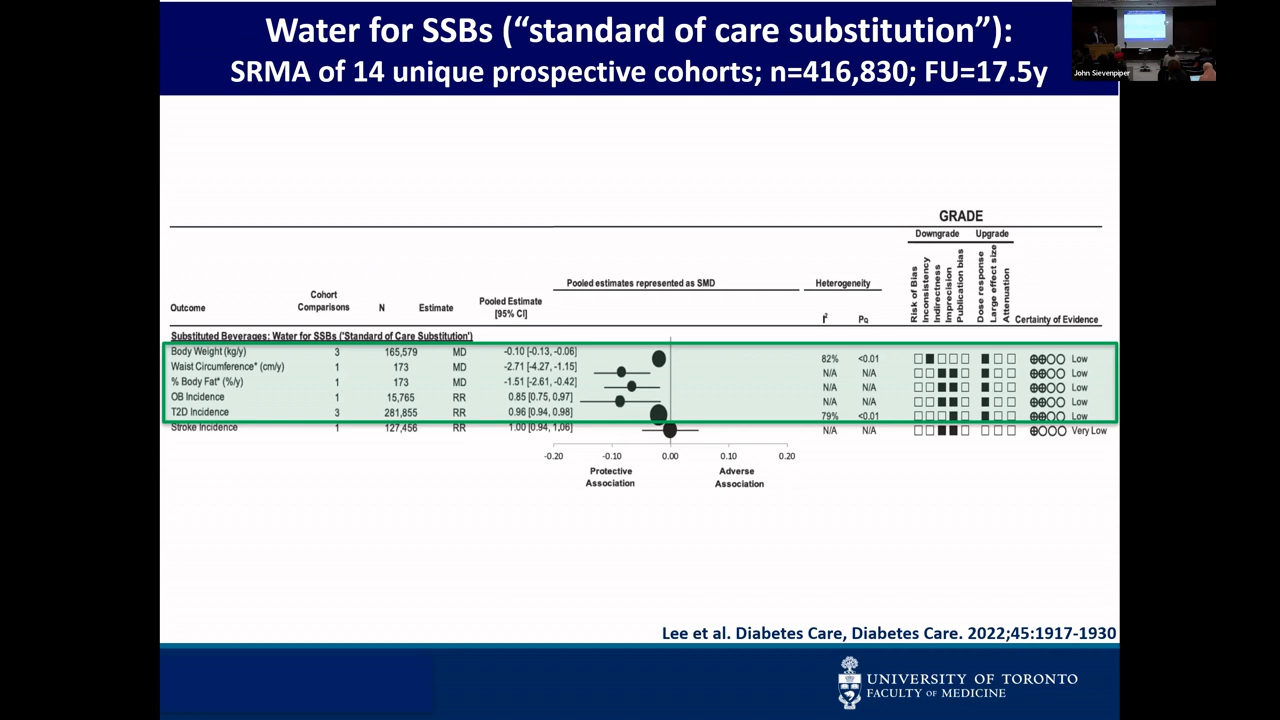 Water for SSBs (“standard of care substitution”):
SRMA of 14 unique prospective cohorts; n=416,830; FU=17.5y
John Sievenpiper
GRADE
Downgrade Upgrade
Pooled estimates represented as SMD Heterogeneity
Outcome Cohort Comparisons N Estimate Pooled Estimate [95% CI] I² PQ Risk of Bias Inconsistency Indirectness Imprecision Publication bias Dose response Large effect size Attenuation Certainty of Evidence
Substituted Beverages: Water for SSBs ('Standard of Care Substitution')
Body Weight (kg/y) 3 165,579 MD -0.10 [-0.13, -0.06] 82% <0.01 Low
Waist Circumference* (cm/y) 1 173 MD -2.71 [-4.27, -1.15] N/A N/A Low
% Body Fat* (%/y) 1 173 MD -1.51 [-2.61, -0.42] N/A N/A Low
OB Incidence 1 15,765 RR 0.85 [0.75, 0.97] N/A N/A Low
T2D Incidence 3 281,855 RR 0.96 [0.94, 0.98] 79% <0.01 Low
Stroke Incidence 1 127,456 RR 1.00 [0.94, 1.06] N/A N/A Very Low
-0.20 -0.10 0.00 0.10 0.20
Protective Adverse
Association Association
Lee et al. Diabetes Care, Diabetes Care. 2022;45:1917-1930
UNIVERSITY OF TORONTO
FACULTY OF MEDICINE